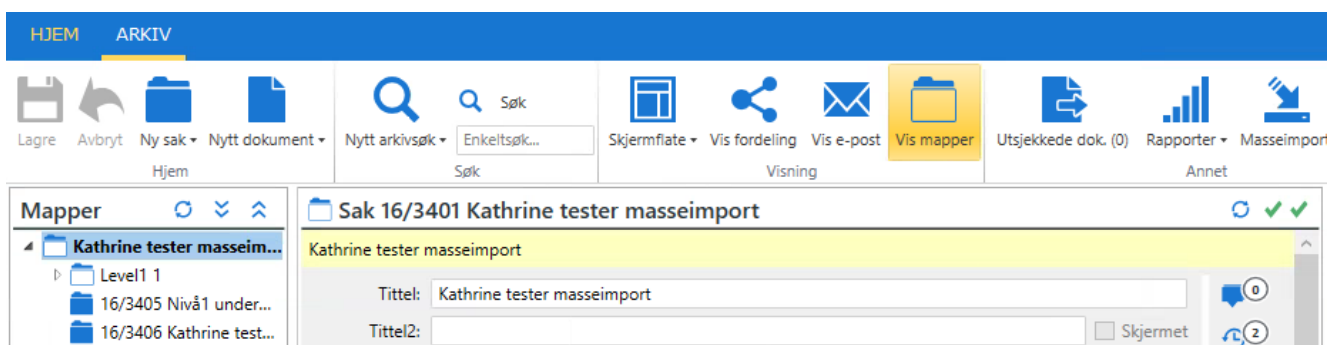 HJEM ARKIV
Lagre Avbryt Ny sak Nytt dokument Nytt arkivsøk Søk Enkeltsøk... Skjermflate Vis fordeling Vis e-post Vis mapper Utsjekkede dok. (0) Rapporter Masseimport
Hjem Søk Visning Annet
Mapper
Kathrine tester masseim...
Level1 1
16/3405 Nivå1 under...
16/3406 Kathrine test...
Sak 16/3401 Kathrine tester masseimport
Kathrine tester masseimport
Tittel: Kathrine tester masseimport 0
Tittel2: Skjermet 2